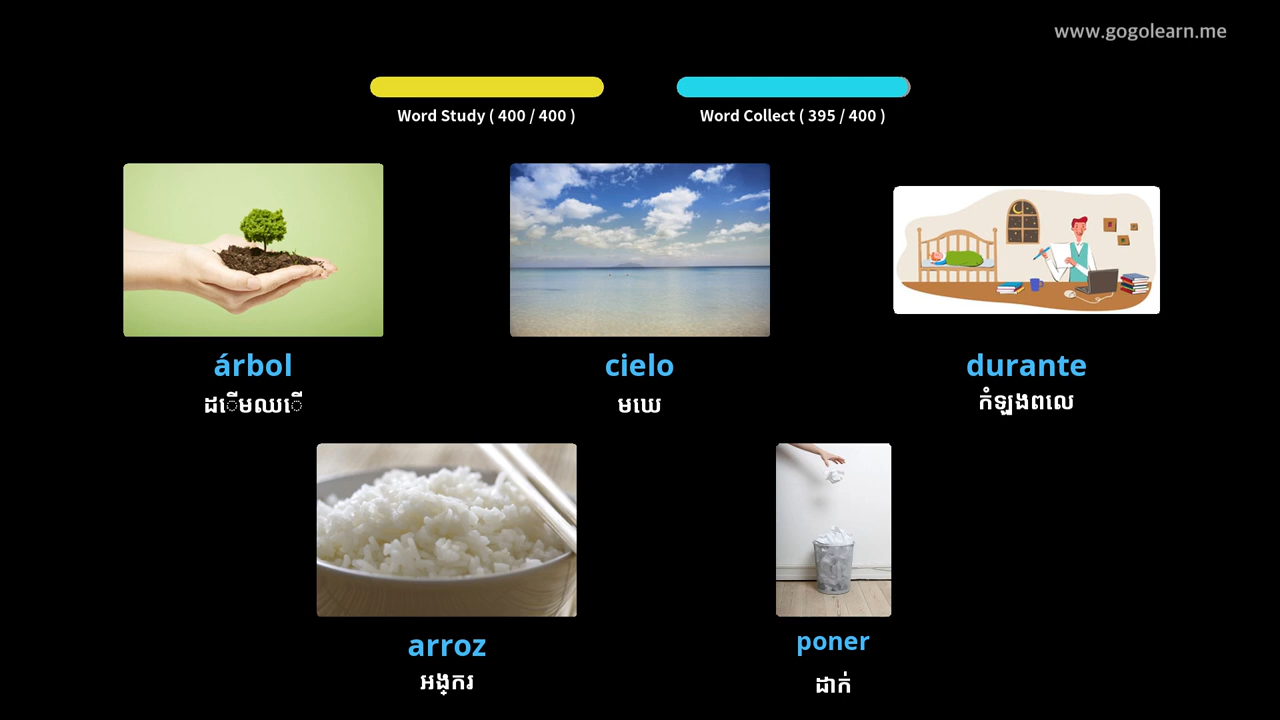 www.gogolearn.me
Word Study ( 400 / 400 )
Word Collect ( 395 / 400 )
árbol
ដើមឈើ
cielo
មេឃ
durante
កំឡុងពេល
arroz
អង្ករ
poner
ដាក់